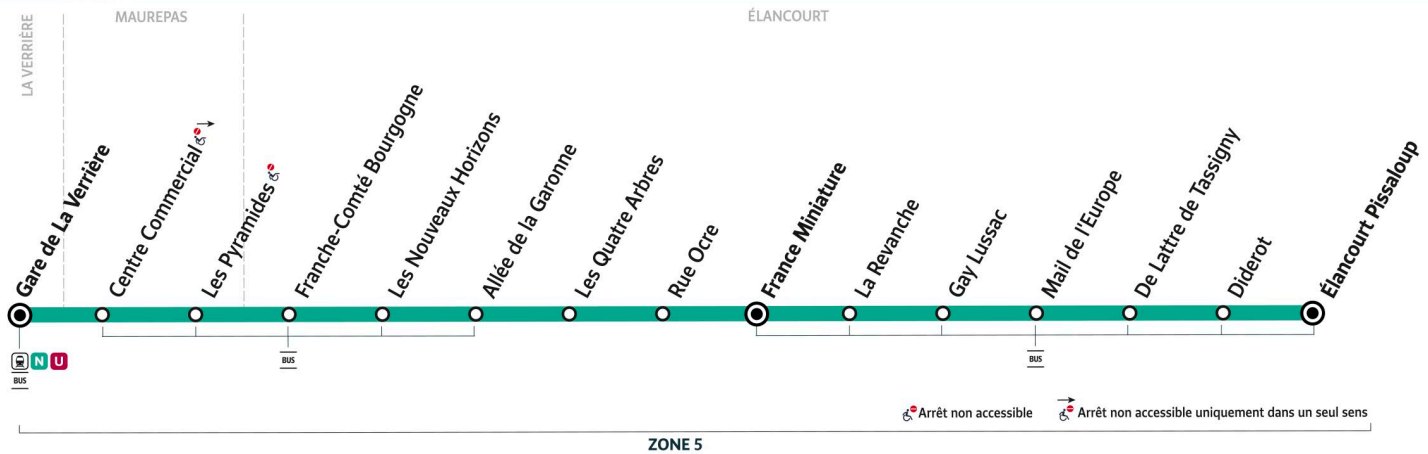 LA VERRIÈRE
MAUREPAS
ÉLANCOURT
Gare de La Verrière
Centre Commercial
Les Pyramides
Franche-Comté Bourgogne
Les Nouveaux Horizons
Allée de la Garonne
Les Quatre Arbres
Rue Ocre
France Miniature
La Revanche
Gay Lussac
Mail de l'Europe
De Lattre de Tassigny
Diderot
Élancourt Pissaloup
N U
BUS
BUS
BUS
Arrêt non accessible
Arrêt non accessible uniquement dans un seul sens
ZONE 5